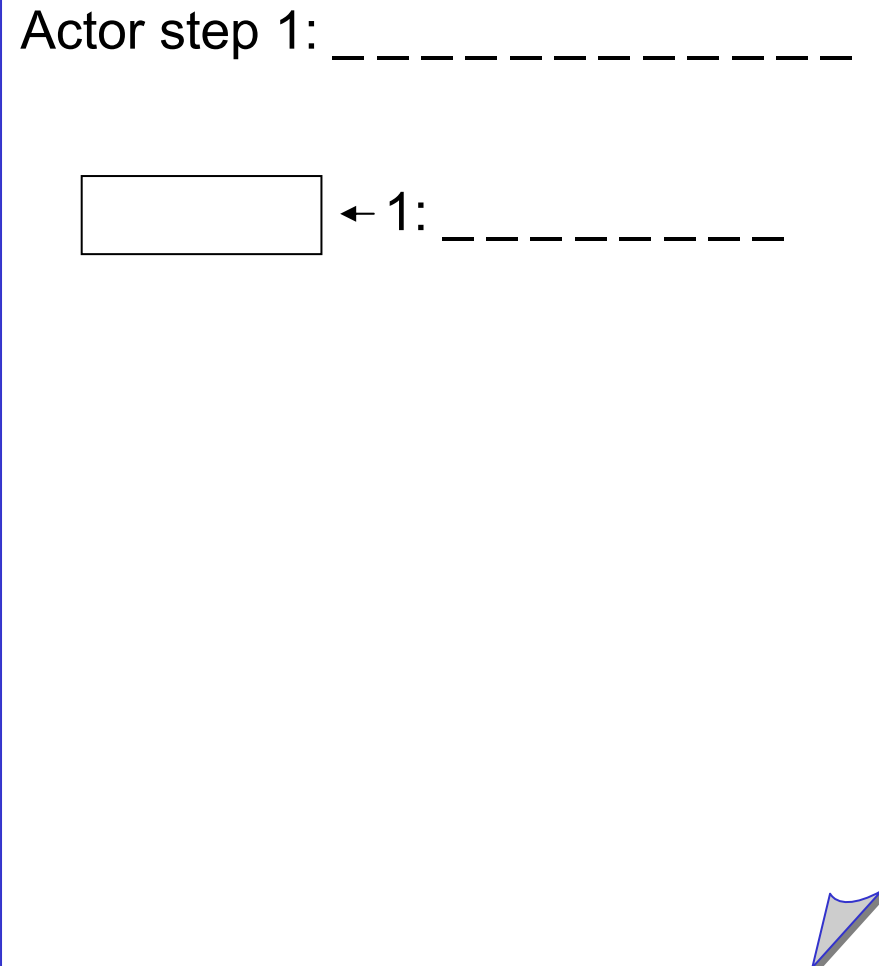 Actor step 1: _ _ _ _ _ _ _ _ _ _ _ _
← 1: _ _ _ _ _ _ _ _